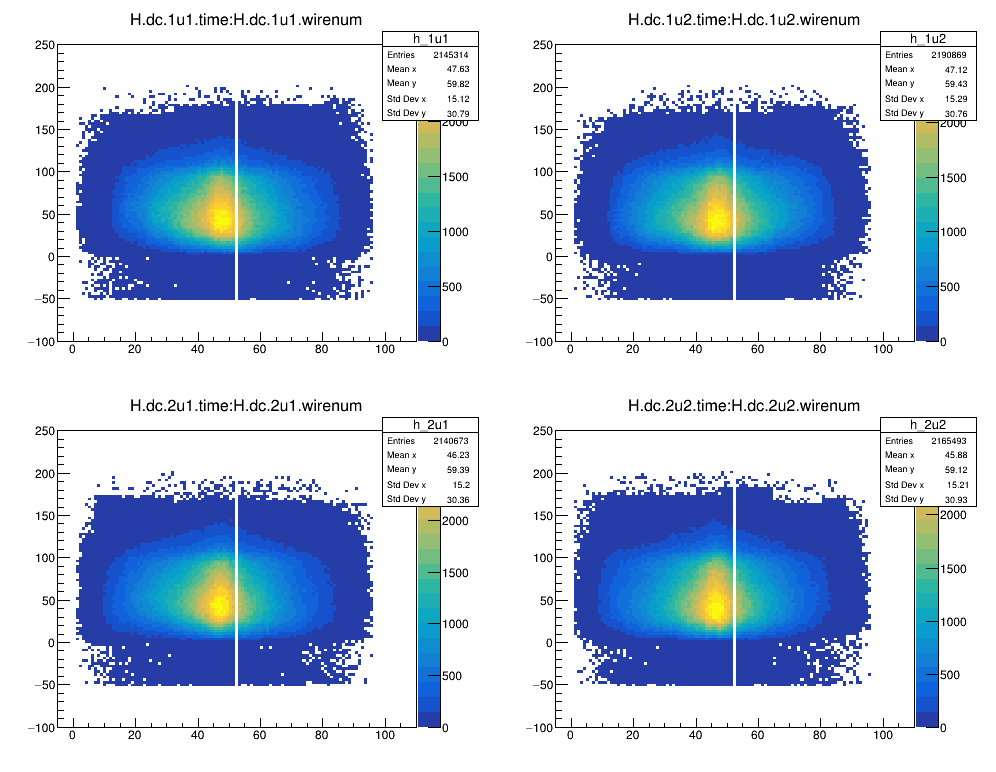 H.dc.1u1.time:H.dc.1u1.wirenum
h_1u1
Entries 2145314
Mean x 47.63
Mean y 59.82
Std Dev x 15.12
Std Dev y 30.79
250
200
150
100
50
0
−50
−100
0 20 40 60 80 100
2000
1500
1000
500
0
H.dc.1u2.time:H.dc.1u2.wirenum
h_1u2
Entries 2190869
Mean x 47.12
Mean y 59.43
Std Dev x 15.29
Std Dev y 30.76
250
200
150
100
50
0
−50
−100
0 20 40 60 80 100
2000
1500
1000
500
0
H.dc.2u1.time:H.dc.2u1.wirenum
h_2u1
Entries 2140673
Mean x 46.23
Mean y 59.39
Std Dev x 15.2
Std Dev y 30.36
250
200
150
100
50
0
−50
−100
0 20 40 60 80 100
2000
1500
1000
500
0
H.dc.2u2.time:H.dc.2u2.wirenum
h_2u2
Entries 2165493
Mean x 45.88
Mean y 59.12
Std Dev x 15.21
Std Dev y 30.93
250
200
150
100
50
0
−50
−100
0 20 40 60 80 100
2000
1500
1000
500
0